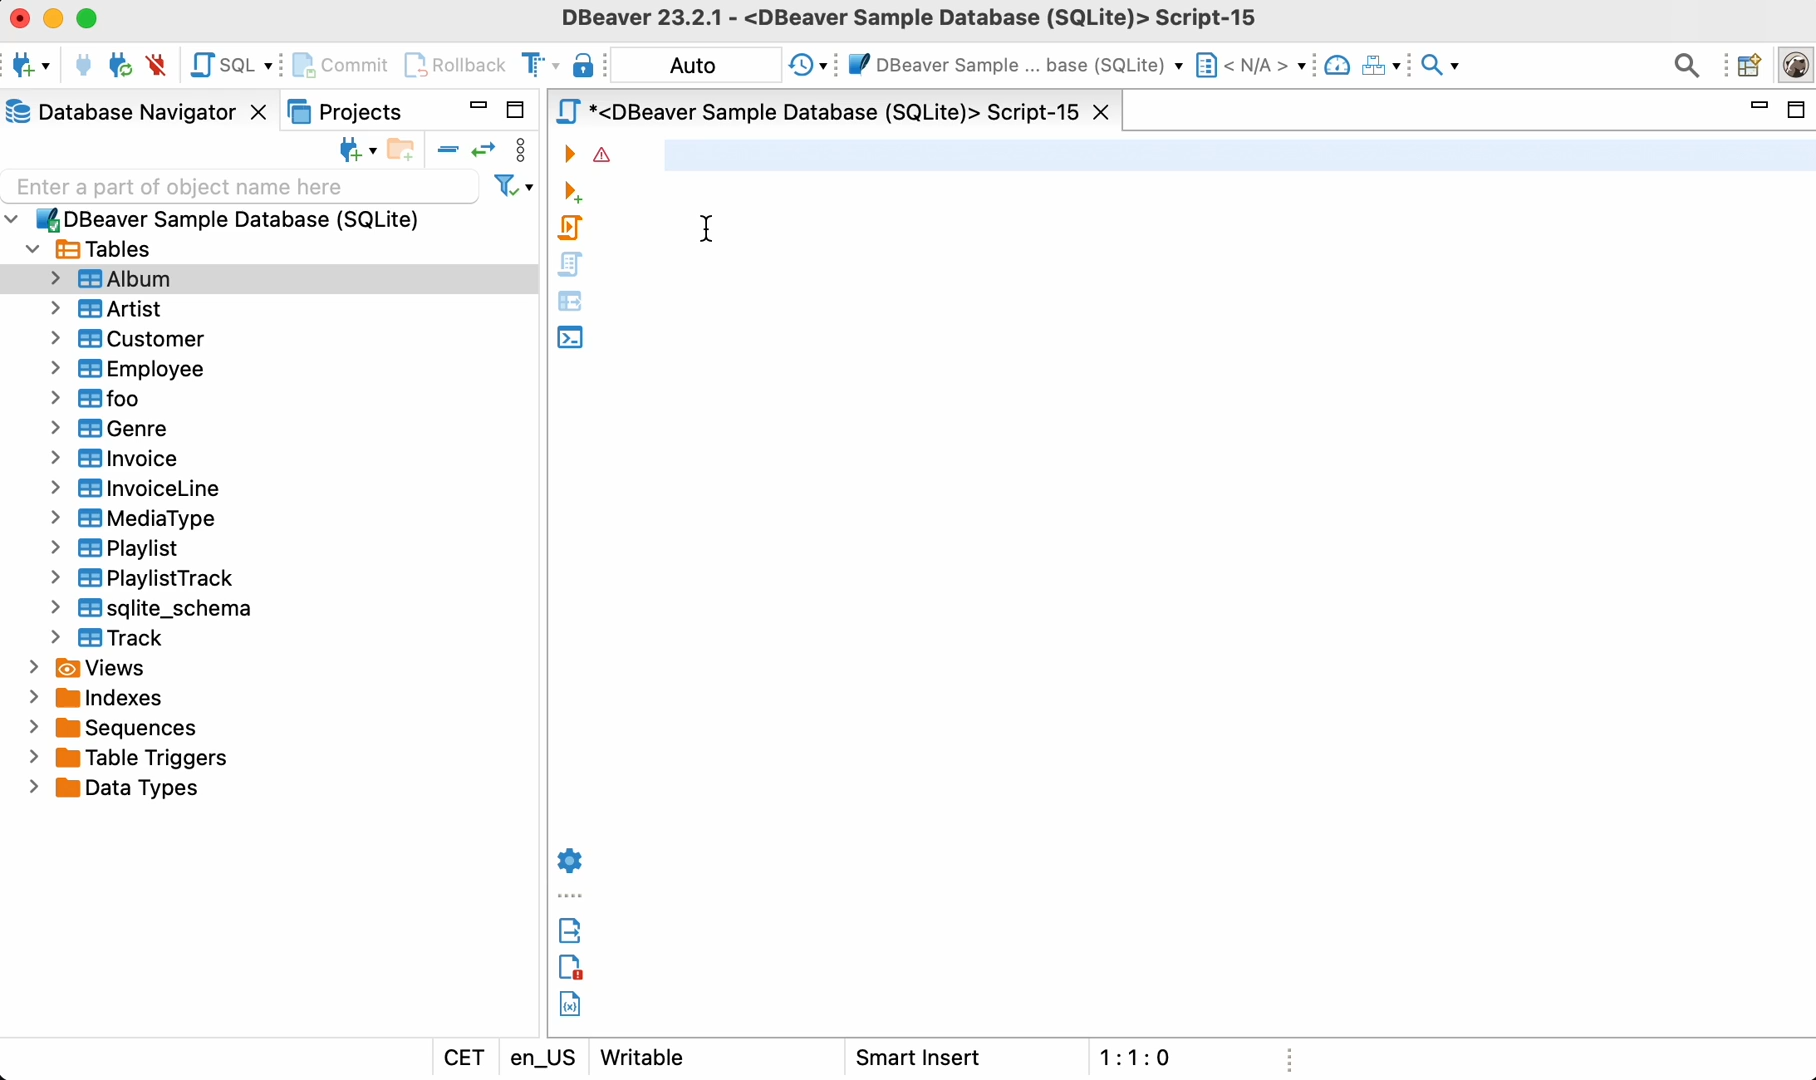 DBeaver 23.2.1 - <DBeaver Sample Database (SQLite)> Script-15
SQL Commit Rollback Auto DBeaver Sample ... base (SQLite) < N/A >
Database Navigator Projects
*<DBeaver Sample Database (SQLite)> Script-15
Enter a part of object name here
DBeaver Sample Database (SQLite)
Tables
Album
Artist
Customer
Employee
foo
Genre
Invoice
InvoiceLine
MediaType
Playlist
PlaylistTrack
sqlite_schema
Track
Views
Indexes
Sequences
Table Triggers
Data Types
CET en_US Writable Smart Insert 1 : 1 : 0